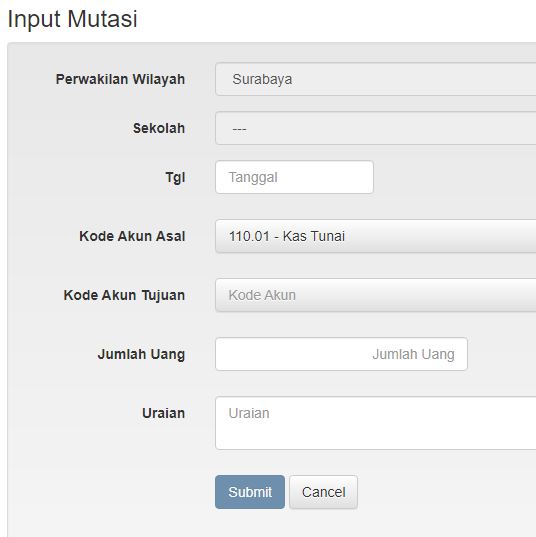 Input Mutasi
Perwakilan Wilayah Surabaya
Sekolah ---
Tgl Tanggal
Kode Akun Asal 110.01 - Kas Tunai
Kode Akun Tujuan Kode Akun
Jumlah Uang Jumlah Uang
Uraian Uraian
Submit Cancel